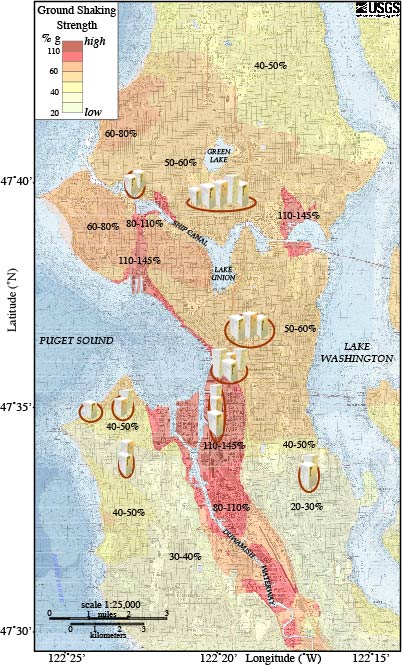 USGS
Ground Shaking
Strength
% g
high
110
60
40
20
low
40-50%
60-80%
50-60%
GREEN
LAKE
47°40'
60-80%
80-110%
SHIP CANAL
110-145%
110-145%
LAKE
UNION
Latitude (°N)
PUGET SOUND
50-60%
LAKE
WASHINGTON
47°35'
40-50%
110-145%
40-50%
40-50%
80-110%
20-30%
30-40%
DUWAMISH
WATERWAY
scale 1:25,000
0 1 2 3
miles
0 1 2 3
kilometers
47°30'
122°25'
122°20'
Longitude (°W)
122°15'